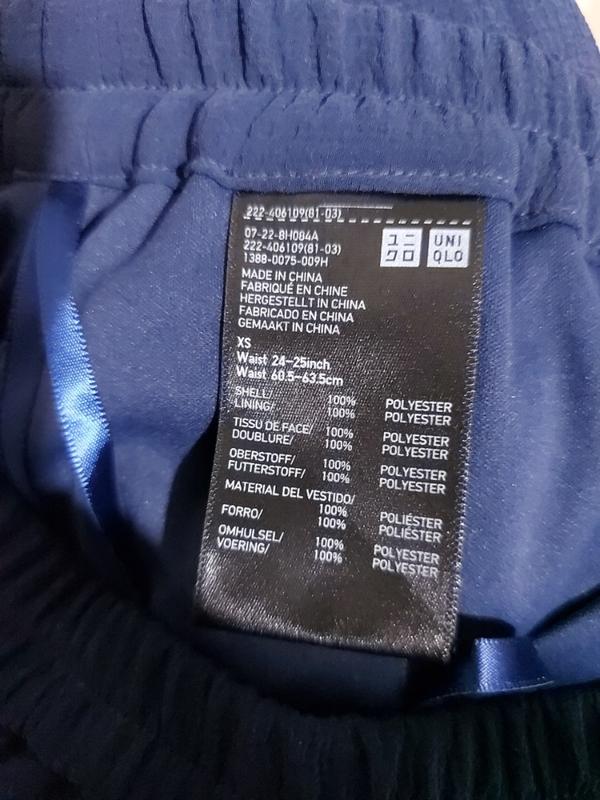 222-406109(81-03)
07-22-8H084A
222-406109(81-03)
1388-0075-009H
ユニ
クロ
UNI
QLO
MADE IN CHINA
FABRIQUÉ EN CHINE
HERGESTELLT IN CHINA
FABRICADO EN CHINA
GEMAAKT IN CHINA
XS
Waist 24-25inch
Waist 60.5-63.5cm
SHELL/ 100% POLYESTER
LINING/ 100% POLYESTER
TISSU DE FACE/ 100% POLYESTER
DOUBLURE/ 100% POLYESTER
OBERSTOFF/ 100% POLYESTER
FUTTERSTOFF/ 100% POLYESTER
MATERIAL DEL VESTIDO/
100% POLIÉSTER
FORRO/ 100% POLIÉSTER
OMHULSEL/ 100% POLYESTER
VOERING/ 100% POLYESTER